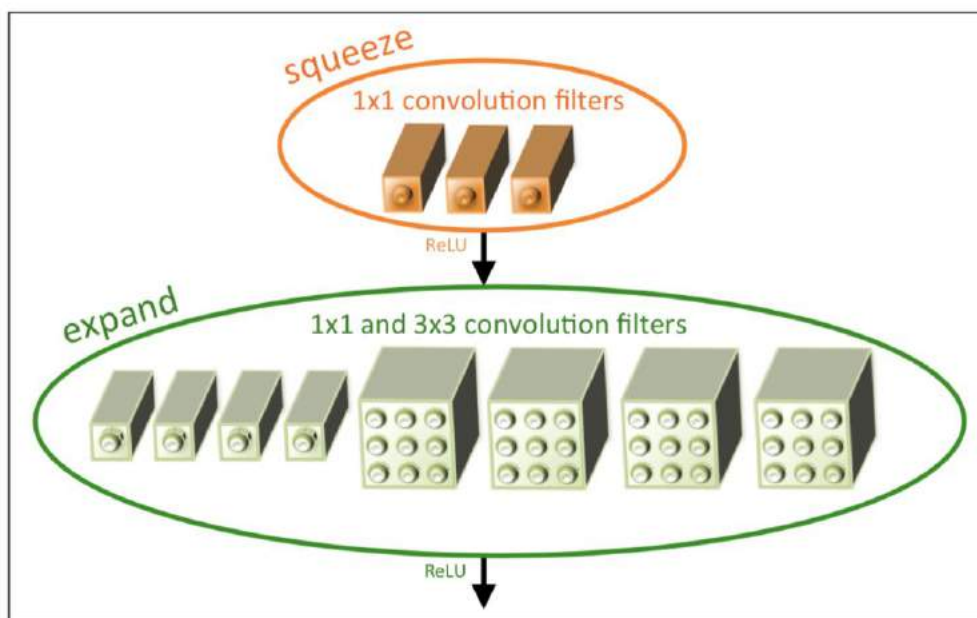 squeeze
1x1 convolution filters
ReLU
expand
1x1 and 3x3 convolution filters
ReLU